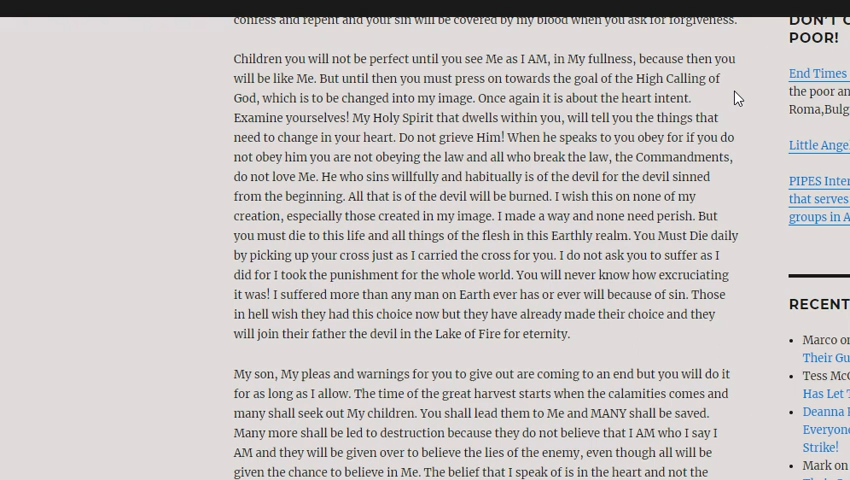 confess and repent and your sin will be covered by my blood when you ask for forgiveness.
Children you will not be perfect until you see Me as I AM, in My fullness, because then you
will be like Me. But until then you must press on towards the goal of the High Calling of
God, which is to be changed into my image. Once again it is about the heart intent.
Examine yourselves! My Holy Spirit that dwells within you, will tell you the things that
need to change in your heart. Do not grieve Him! When he speaks to you obey for if you do
not obey him you are not obeying the law and all who break the law, the Commandments,
do not love Me. He who sins willfully and habitually is of the devil for the devil sinned
from the beginning. All that is of the devil will be burned. I wish this on none of my
creation, especially those created in my image. I made a way and none need perish. But
you must die to this life and all things of the flesh in this Earthly realm. You Must Die daily
by picking up your cross just as I carried the cross for you. I do not ask you to suffer as I
did for I took the punishment for the whole world. You will never know how excruciating
it was! I suffered more than any man on Earth ever has or ever will because of sin. Those
in hell wish they had this choice now but they have already made their choice and they
will join their father the devil in the Lake of Fire for eternity.
My son, My pleas and warnings for you to give out are coming to an end but you will do it
for as long as I allow. The time of the great harvest starts when the calamities comes and
many shall seek out My children. You shall lead them to Me and MANY shall be saved.
Many more shall be led to destruction because they do not believe that I AM who I say I
AM and they will be given over to believe the lies of the enemy, even though all will be
given the chance to believe in Me. The belief that I speak of is in the heart and not the
DON'T
POOR!
End Times
the poor an
Roma,Bulg
Little Ange
PIPES Inter
that serves
groups in A
RECENT
Marco on
Their Gu
Tess McC
Has Let T
Deanna
Everyone
Strike!
Mark on